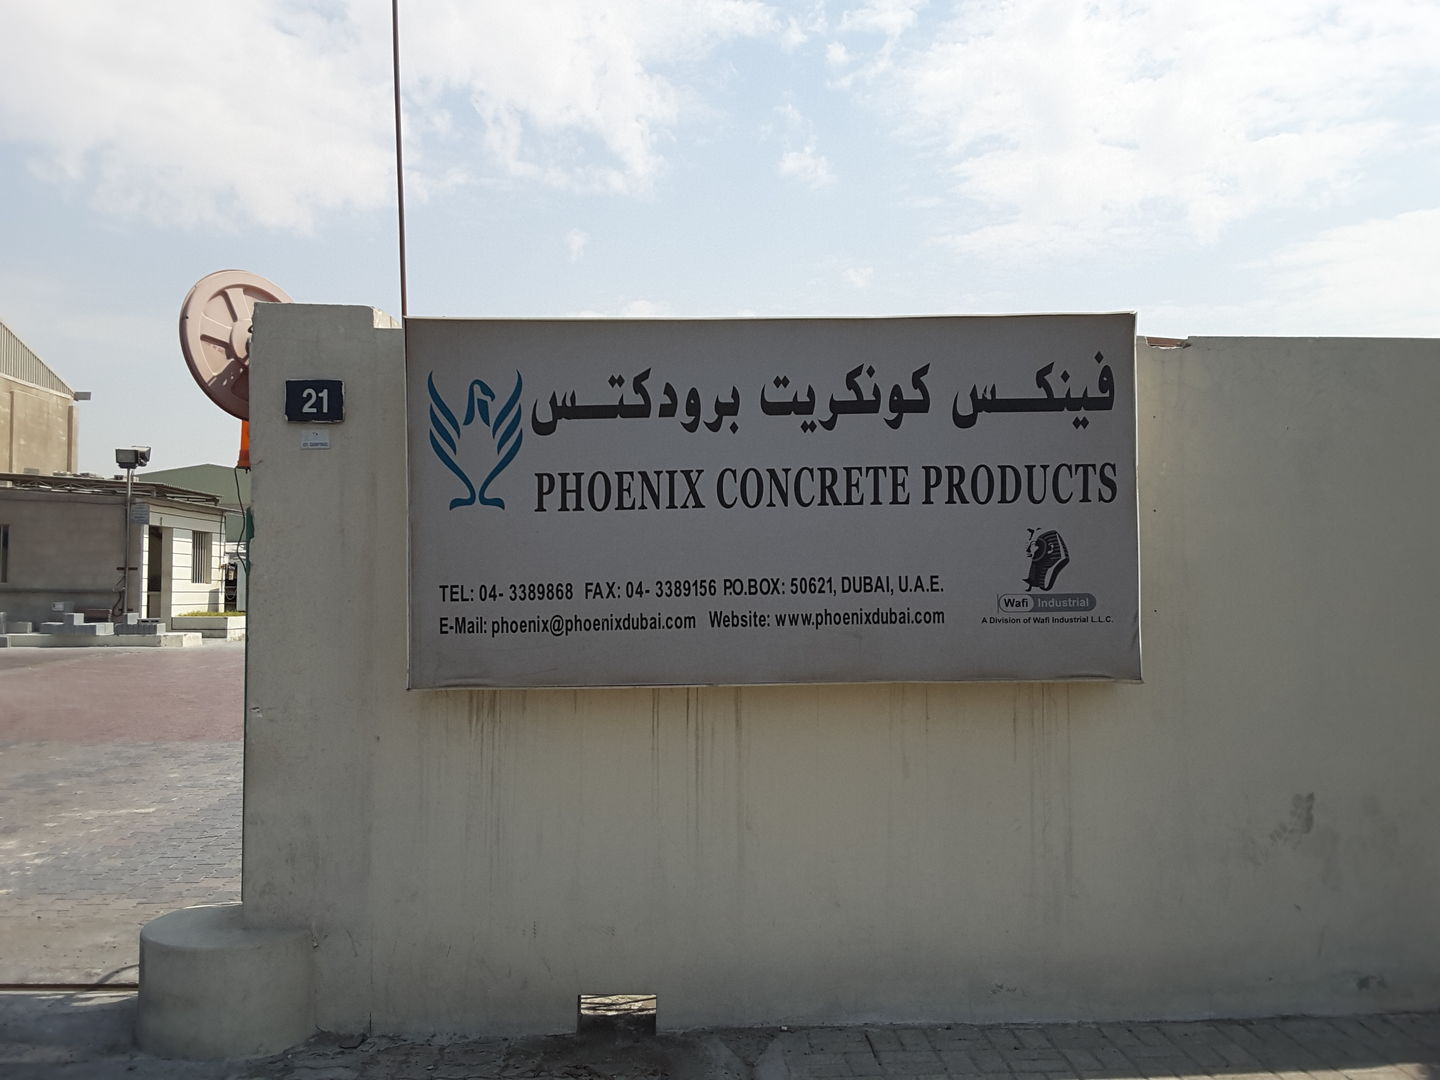 21
فينكس كونكريت برودكتس
PHOENIX CONCRETE PRODUCTS
TEL: 04- 3389868 FAX: 04- 3389156 P.O.BOX: 50621, DUBAI, U.A.E.
E-Mail: phoenix@phoenixdubai.com Website: www.phoenixdubai.com
Wafi Industrial
A Division of Wafi Industrial L.L.C.